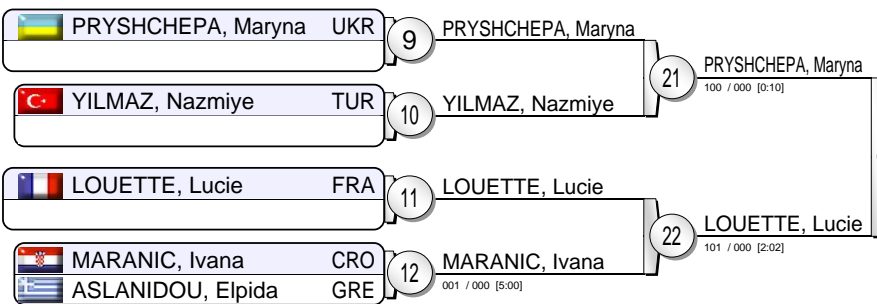 PRYSHCHEPA, Maryna UKR
9
PRYSHCHEPA, Maryna
21
PRYSHCHEPA, Maryna
100 / 000 [0:10]
YILMAZ, Nazmiye TUR
10
YILMAZ, Nazmiye
LOUETTE, Lucie FRA
11
LOUETTE, Lucie
22
LOUETTE, Lucie
101 / 000 [2:02]
MARANIC, Ivana CRO
ASLANIDOU, Elpida GRE
12
MARANIC, Ivana
001 / 000 [5:00]